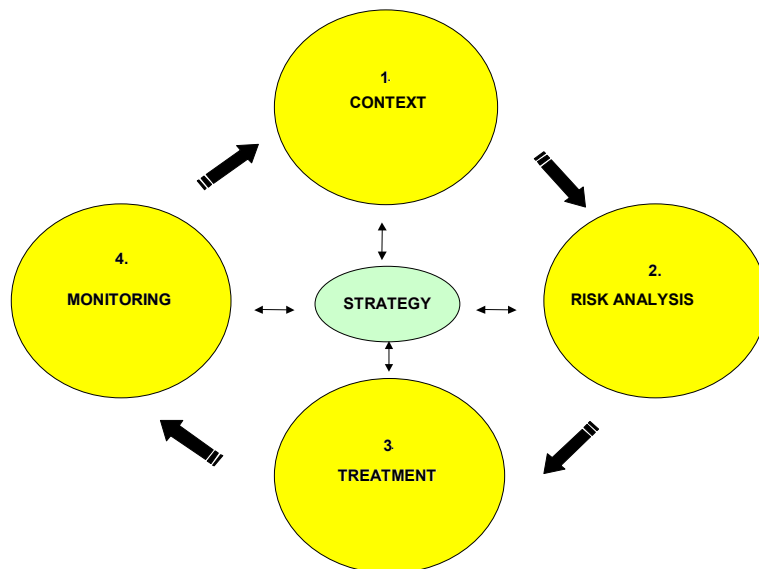 1.
CONTEXT
2.
RISK ANALYSIS
3.
TREATMENT
4.
MONITORING
STRATEGY